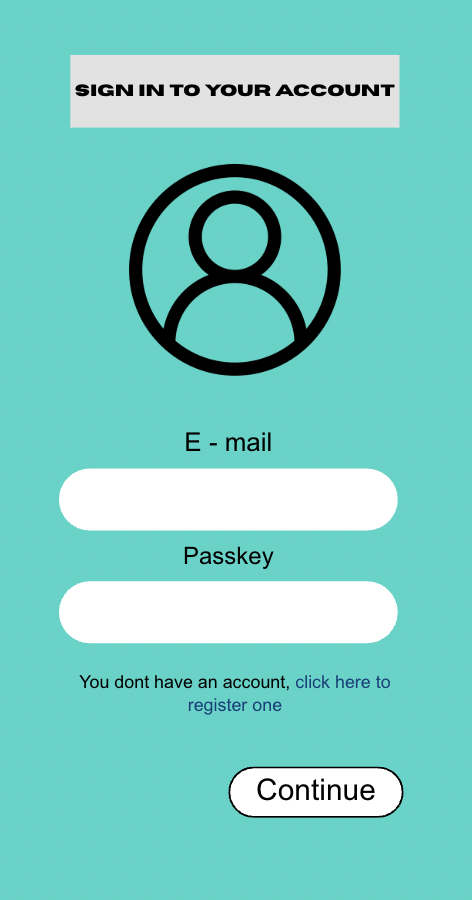 SIGN IN TO YOUR ACCOUNT
E - mail
Passkey
You dont have an account, click here to
register one
Continue